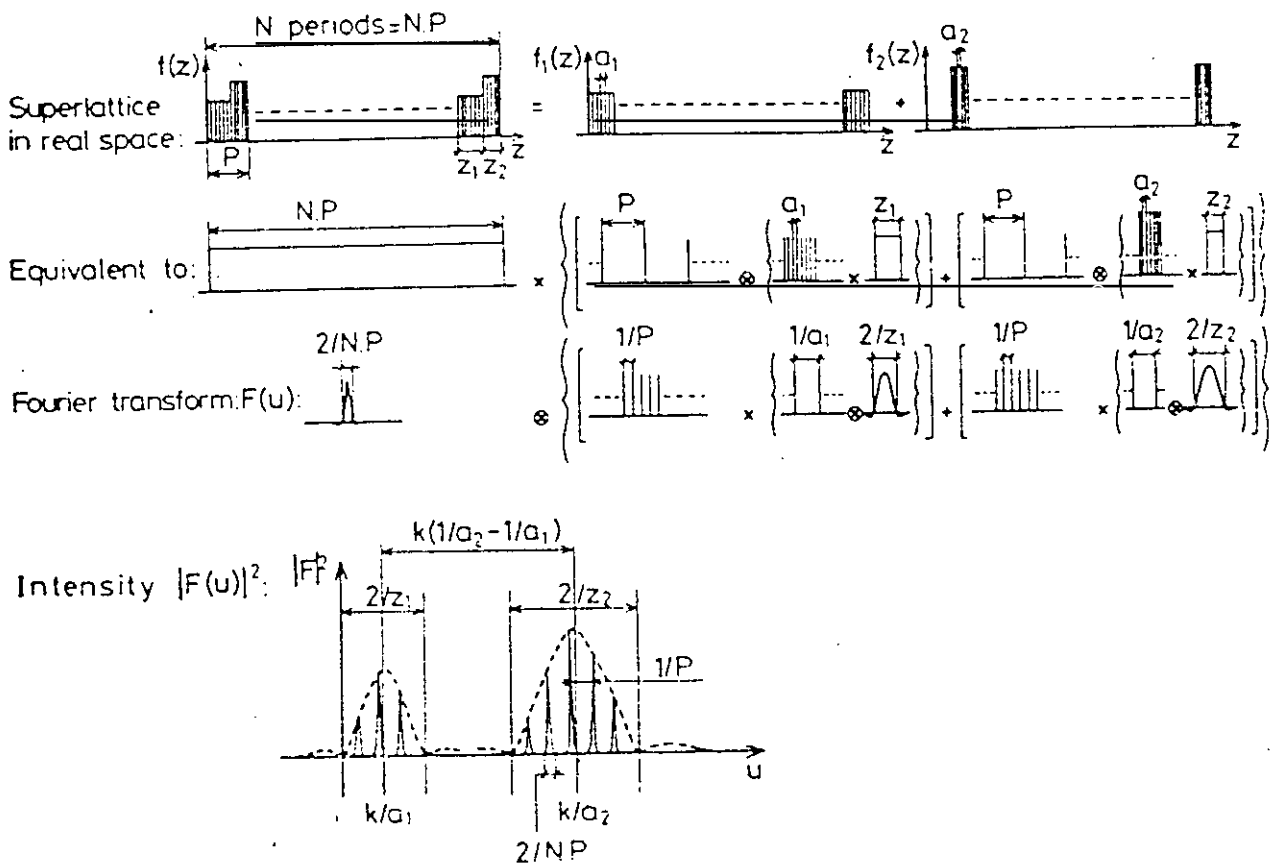 N periods=N.P
f(z)
f₁(z)
a₁
f₂(z)
a₂
Superlattice
in real space:
=
+
P
z₁
z₂
z
z
z
N.P
P
a₁
z₁
P
a₂
z₂
Equivalent to:
×
{[
⊗
{
×
}]
+
[
⊗
{
×
}]}
2/N.P
1/P
1/a₁
2/z₁
1/P
1/a₂
2/z₂
Fourier transform:F(u):
⊗
{[
×
{
⊗
}]
+
[
×
{
⊗
}]}
k(1/a₂-1/a₁)
Intensity |F(u)|²:
|F|²
2/z₁
2/z₂
1/P
u
k/a₁
k/a₂
2/NP